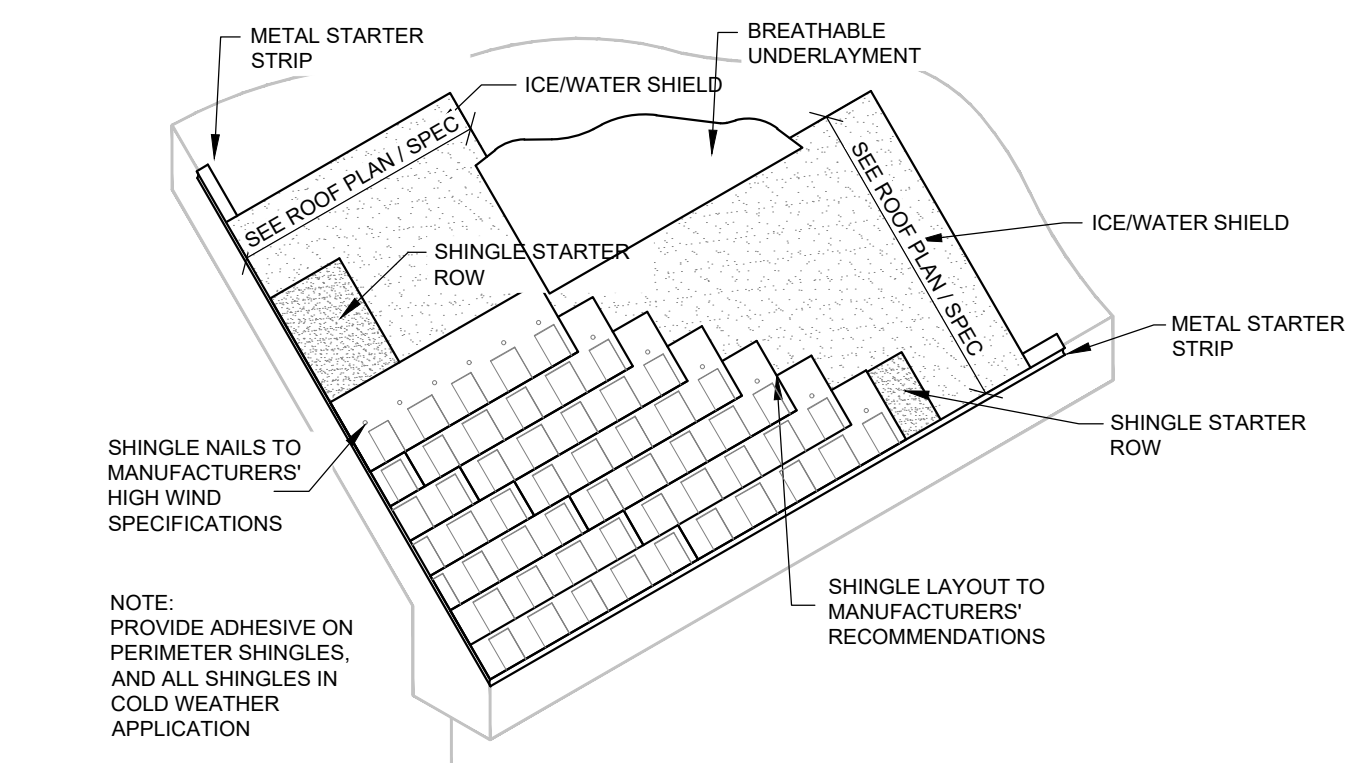 METAL STARTER
STRIP
BREATHABLE
UNDERLAYMENT
ICE/WATER SHIELD
SEE ROOF PLAN / SPEC
SEE ROOF PLAN / SPEC
ICE/WATER SHIELD
SHINGLE STARTER
ROW
METAL STARTER
STRIP
SHINGLE STARTER
ROW
SHINGLE NAILS TO
MANUFACTURERS'
HIGH WIND
SPECIFICATIONS
SHINGLE LAYOUT TO
MANUFACTURERS'
RECOMMENDATIONS
NOTE:
PROVIDE ADHESIVE ON
PERIMETER SHINGLES,
AND ALL SHINGLES IN
COLD WEATHER
APPLICATION